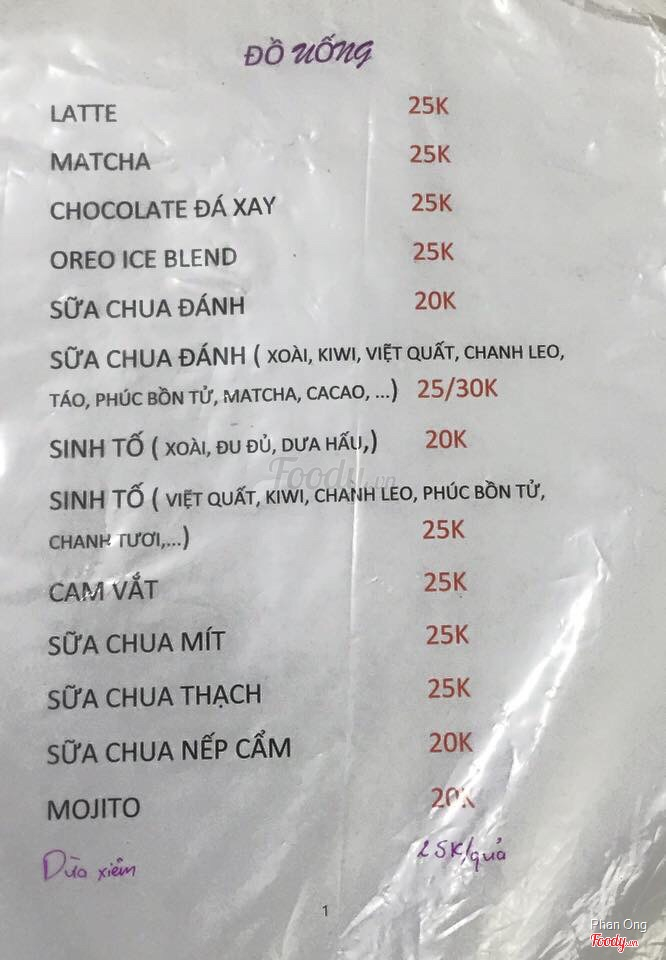 ĐỒ UỐNG
LATTE 25K
MATCHA 25K
CHOCOLATE ĐÁ XAY 25K
OREO ICE BLEND 25K
SỮA CHUA ĐÁNH 20K
SỮA CHUA ĐÁNH ( XOÀI, KIWI, VIỆT QUẤT, CHANH LEO,
TÁO, PHÚC BỒN TỬ, MATCHA, CACAO, ...) 25/30K
SINH TỐ ( XOÀI, ĐU ĐỦ, DƯA HẤU,) 20K
Foody.vn
SINH TỐ ( VIỆT QUẤT, KIWI, CHANH LEO, PHÚC BỒN TỬ,
CHANH TƯƠI,...) 25K
CAM VẮT 25K
SỮA CHUA MÍT 25K
SỮA CHUA THẠCH 25K
SỮA CHUA NẾP CẨM 20K
MOJITO 20K
Dừa xiêm 25K/quả
1
Phan Ong
Foody.vn